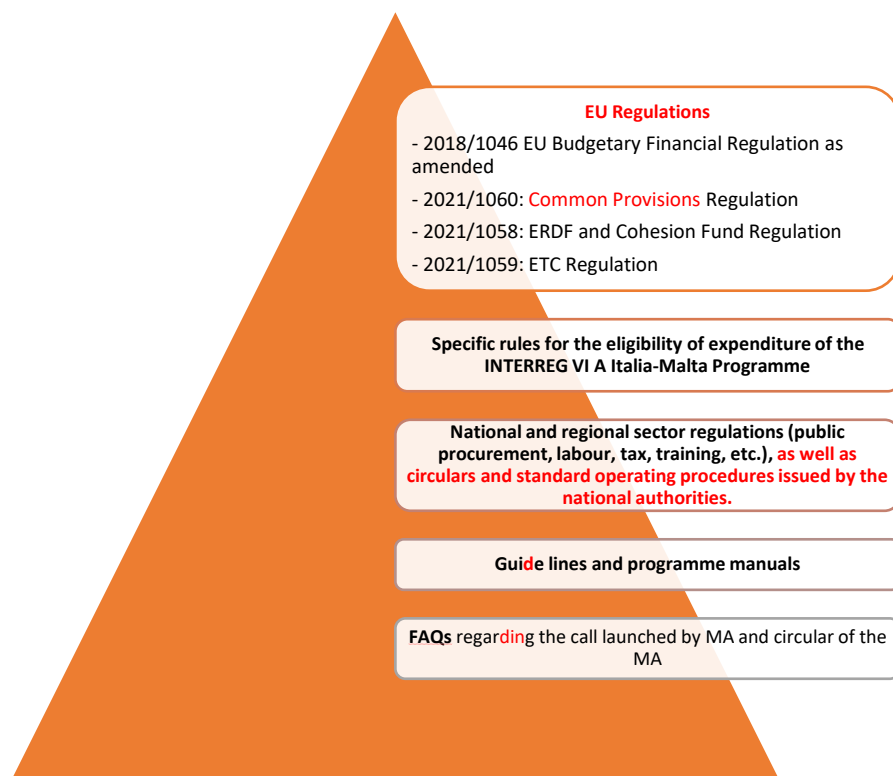 EU Regulations
- 2018/1046 EU Budgetary Financial Regulation as
amended
- 2021/1060: Common Provisions Regulation
- 2021/1058: ERDF and Cohesion Fund Regulation
- 2021/1059: ETC Regulation
Specific rules for the eligibility of expenditure of the
INTERREG VI A Italia-Malta Programme
National and regional sector regulations (public
procurement, labour, tax, training, etc.), as well as
circulars and standard operating procedures issued by the
national authorities.
Guide lines and programme manuals
FAQs regarding the call launched by MA and circular of the
MA